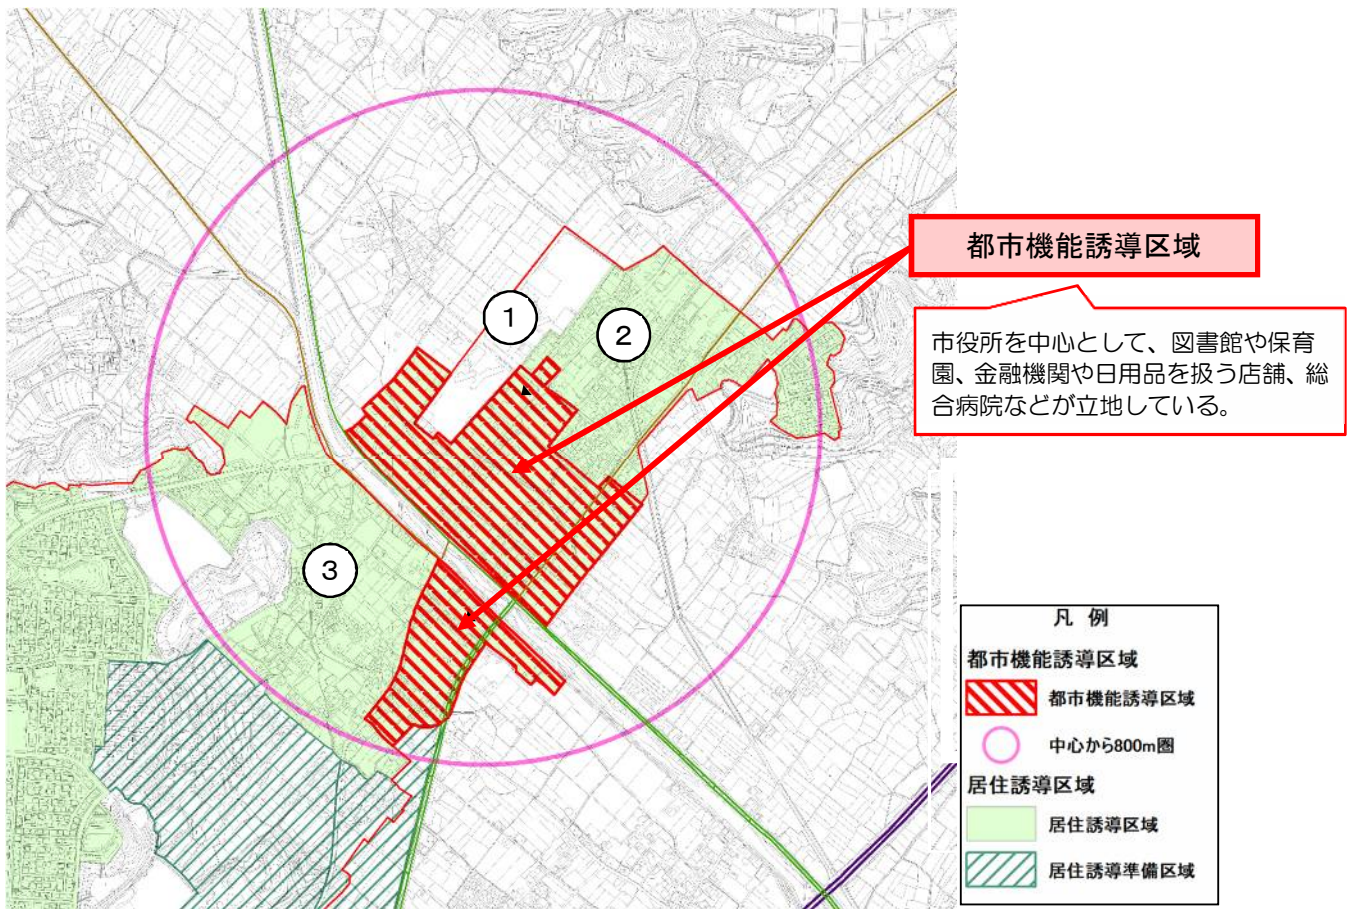 都市機能誘導区域
市役所を中心として、図書館や保育
園、金融機関や日用品を扱う店舗、総
合病院などが立地している。
①
②
③
凡 例
都市機能誘導区域
都市機能誘導区域
中心から800m圏
居住誘導区域
居住誘導区域
居住誘導準備区域